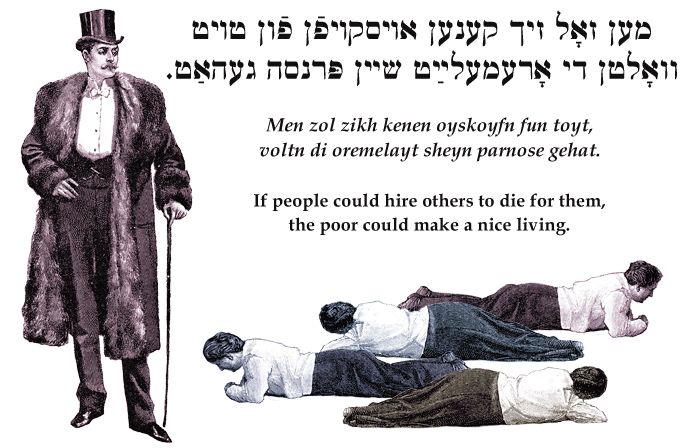 מען זאָל זיך קענען אויסקויפֿן פֿון טויט
וואָלטן די אָרעמעלײַט שיין פּרנסה געהאַט.
Men zol zikh kenen oyskoyfn fun toyt,
voltn di oremelayt sheyn parnose gehat.
If people could hire others to die for them,
the poor could make a nice living.